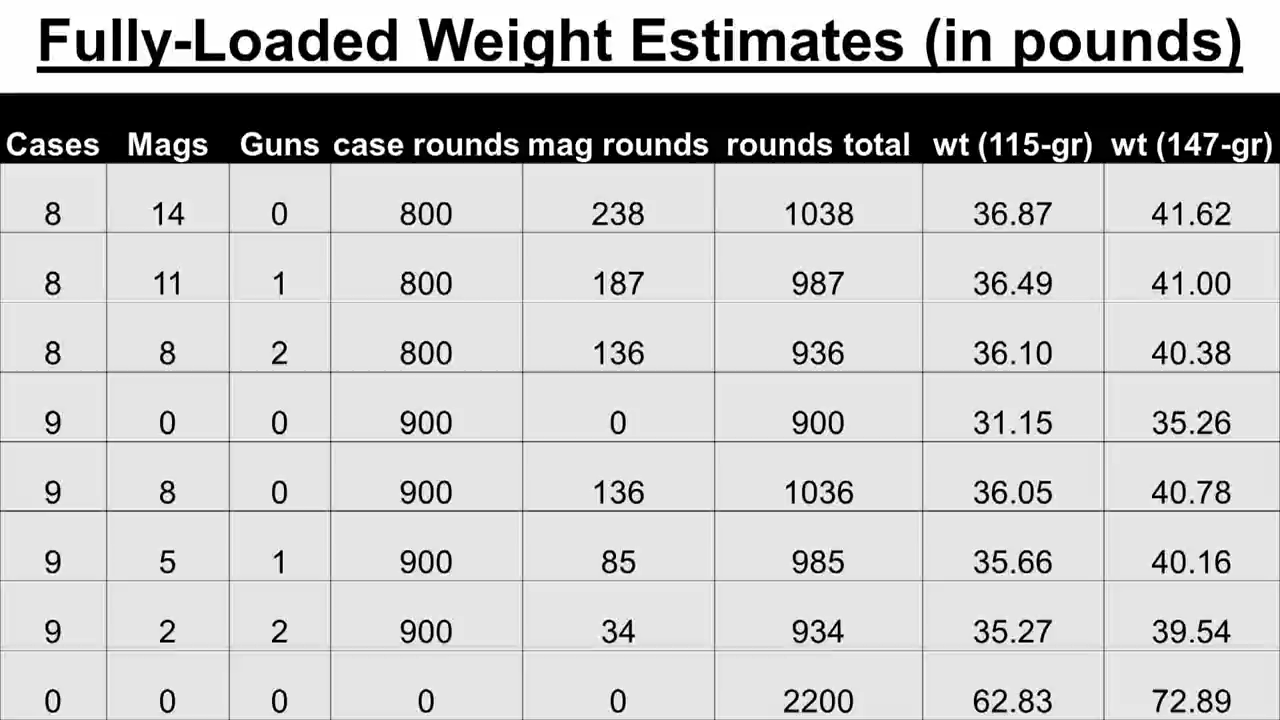 Fully-Loaded Weight Estimates (in pounds)
Cases Mags Guns case rounds mag rounds rounds total wt (115-gr) wt (147-gr)
8 14 0 800 238 1038 36.87 41.62
8 11 1 800 187 987 36.49 41.00
8 8 2 800 136 936 36.10 40.38
9 0 0 900 0 900 31.15 35.26
9 8 0 900 136 1036 36.05 40.78
9 5 1 900 85 985 35.66 40.16
9 2 2 900 34 934 35.27 39.54
0 0 0 0 0 2200 62.83 72.89